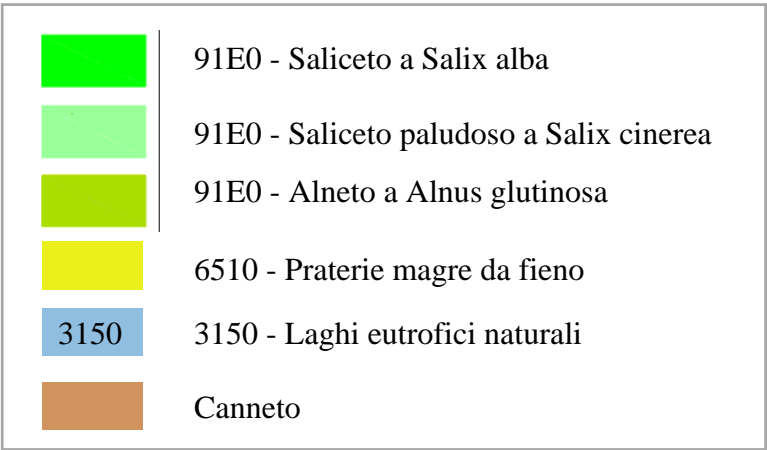 91E0 - Saliceto a Salix alba
91E0 - Saliceto paludoso a Salix cinerea
91E0 - Alneto a Alnus glutinosa
6510 - Praterie magre da fieno
3150 3150 - Laghi eutrofici naturali
Canneto